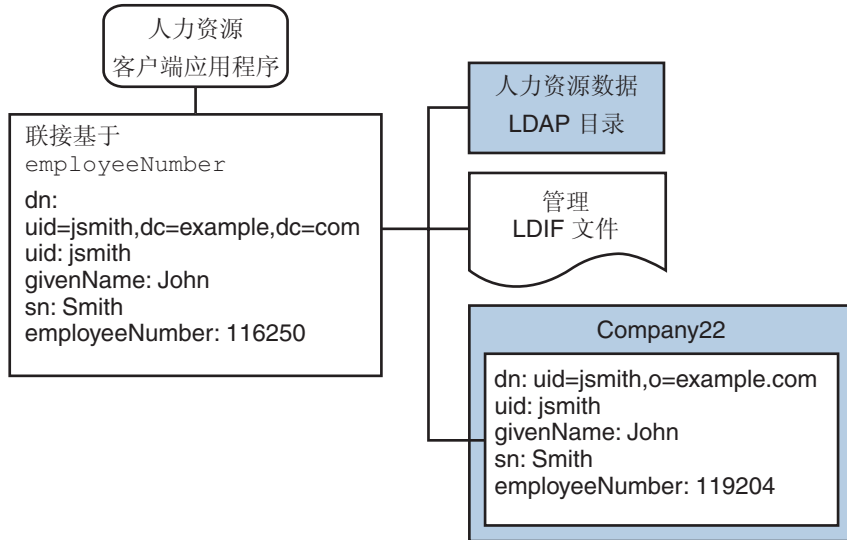 人力资源
客户端应用程序
联接基于
employeeNumber
dn:
uid=jsmith,dc=example,dc=com
uid: jsmith
givenName: John
sn: Smith
employeeNumber: 116250
人力资源数据
LDAP 目录
管理
LDIF 文件
Company22
dn: uid=jsmith,o=example.com
uid: jsmith
givenName: John
sn: Smith
employeeNumber: 119204